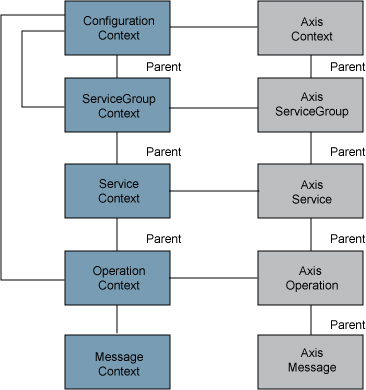 Configuration
Context
Axis
Context
Parent
Parent
ServiceGroup
Context
Axis
ServiceGroup
Parent
Parent
Service
Context
Axis
Service
Parent
Parent
Operation
Context
Axis
Operation
Parent
Message
Context
Axis
Message